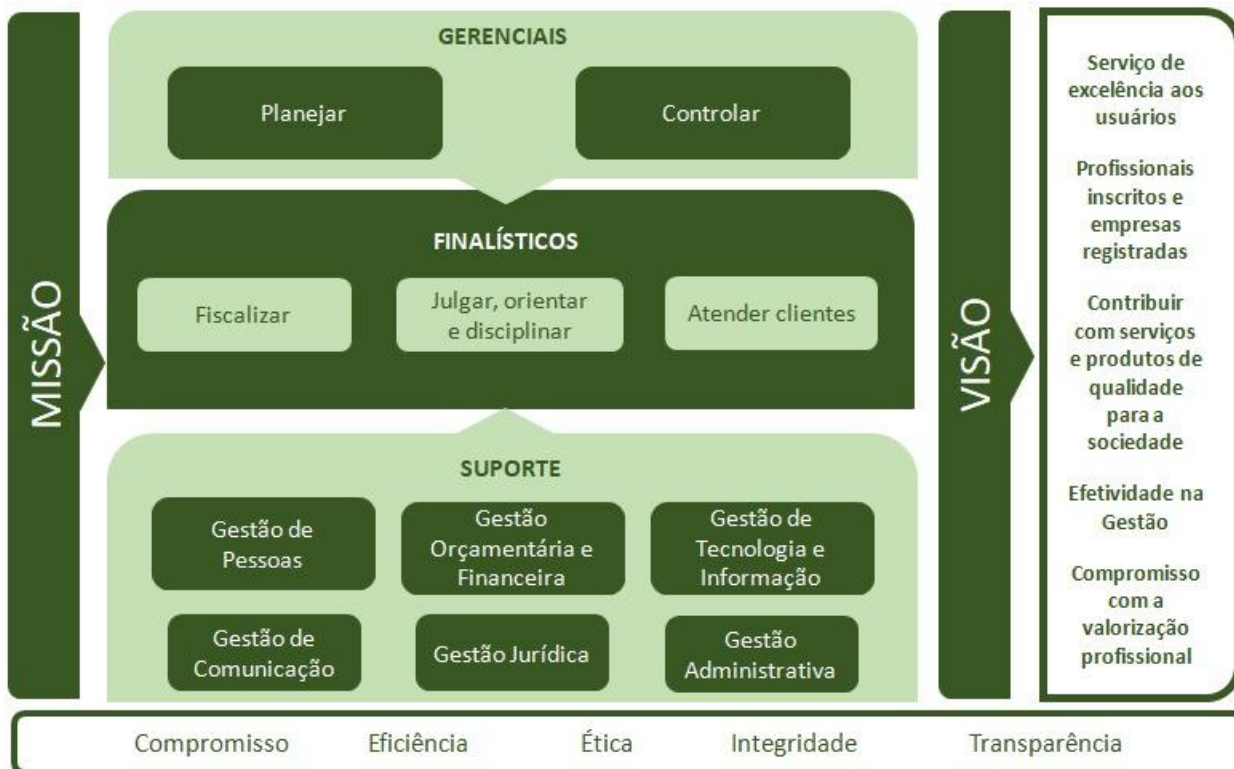 MISSÃO
GERENCIAIS
Planejar
Controlar
FINALÍSTICOS
Fiscalizar
Julgar, orientar
e disciplinar
Atender clientes
SUPORTE
Gestão de
Pessoas
Gestão
Orçamentária e
Financeira
Gestão de
Tecnologia e
Informação
Gestão de
Comunicação
Gestão Jurídica
Gestão
Administrativa
VISÃO
Serviço de
excelência aos
usuários
Profissionais
inscritos e
empresas
registradas
Contribuir
com serviços
e produtos de
qualidade
para a
sociedade
Efetividade na
Gestão
Compromisso
com a
valorização
profissional
Compromisso
Eficiência
Ética
Integridade
Transparência